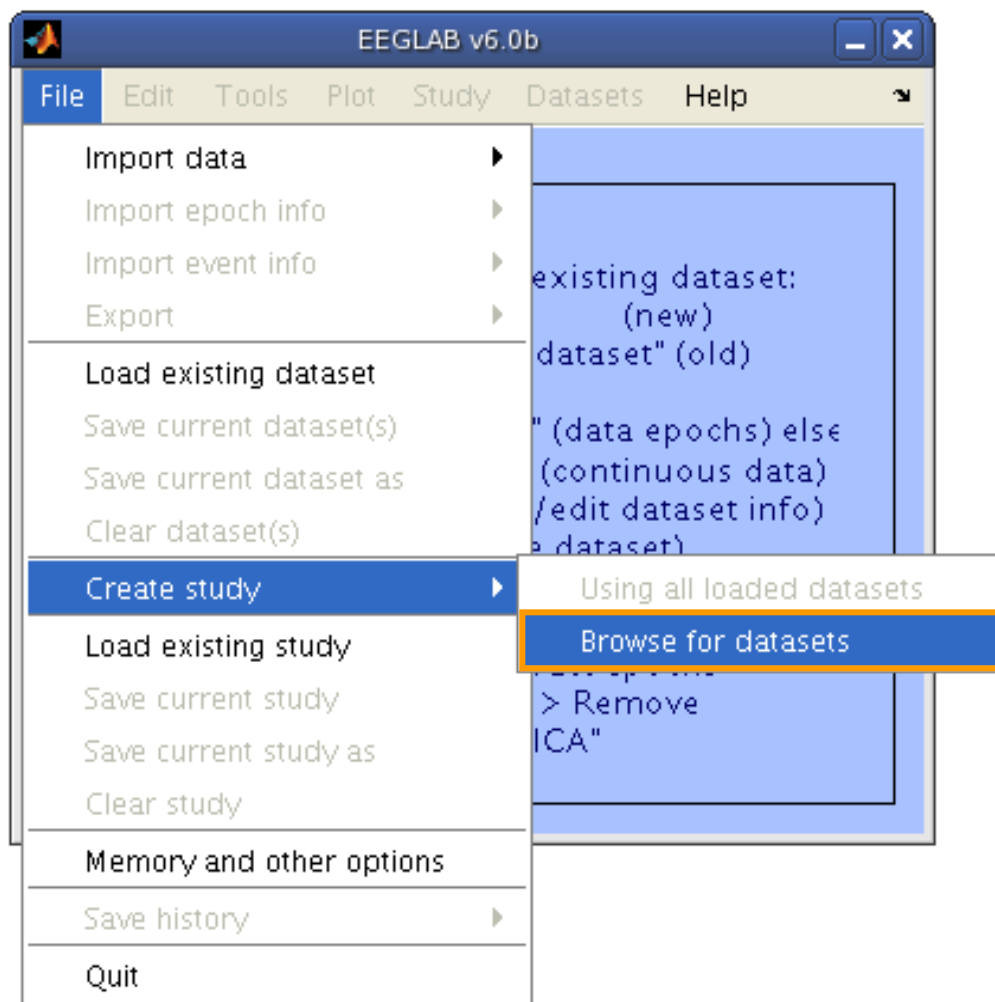 EEGLAB v6.0b
File Edit Tools Plot Study Datasets Help
Import data
Import epoch info
Import event info
Export
Load existing dataset
Save current dataset(s)
Save current dataset as
Clear dataset(s)
Create study
Load existing study
Save current study
Save current study as
Clear study
Memory and other options
Save history
Quit
existing dataset:
(new)
dataset" (old)
" (data epochs) else
(continuous data)
/edit dataset info)
dataset)
Using all loaded datasets
Browse for datasets
> Remove
ICA"